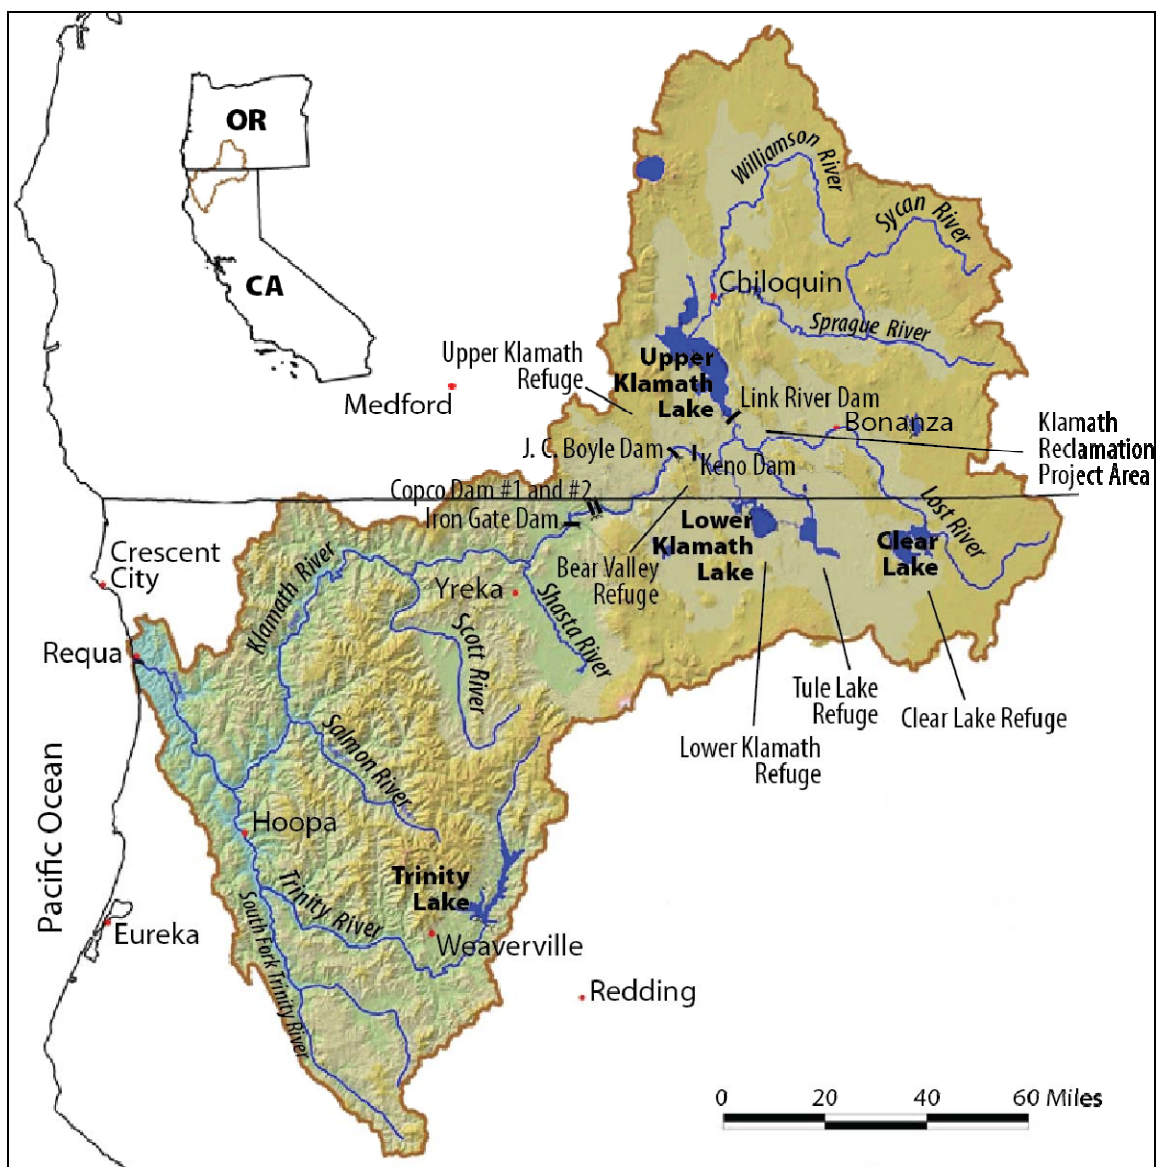 OR
CA
Williamson River
Sycan River
Chiloquin
Sprague River
Upper Klamath
Refuge
Upper
Klamath
Lake
Medford
Link River Dam
Bonanza
Klamath
Reclamation
Project Area
J. C. Boyle Dam
Keno Dam
Copco Dam #1 and #2
Iron Gate Dam
Lower
Klamath
Lake
Clear
Lake
Lost River
Bear Valley
Refuge
Crescent
City
Klamath River
Yreka
Shasta River
Scott River
Requa
Tule Lake
Refuge
Clear Lake Refuge
Lower Klamath
Refuge
Salmon River
Pacific Ocean
Hoopa
Trinity
Lake
Trinity River
South Fork Trinity River
Eureka
Weaverville
Redding
0 20 40 60 Miles